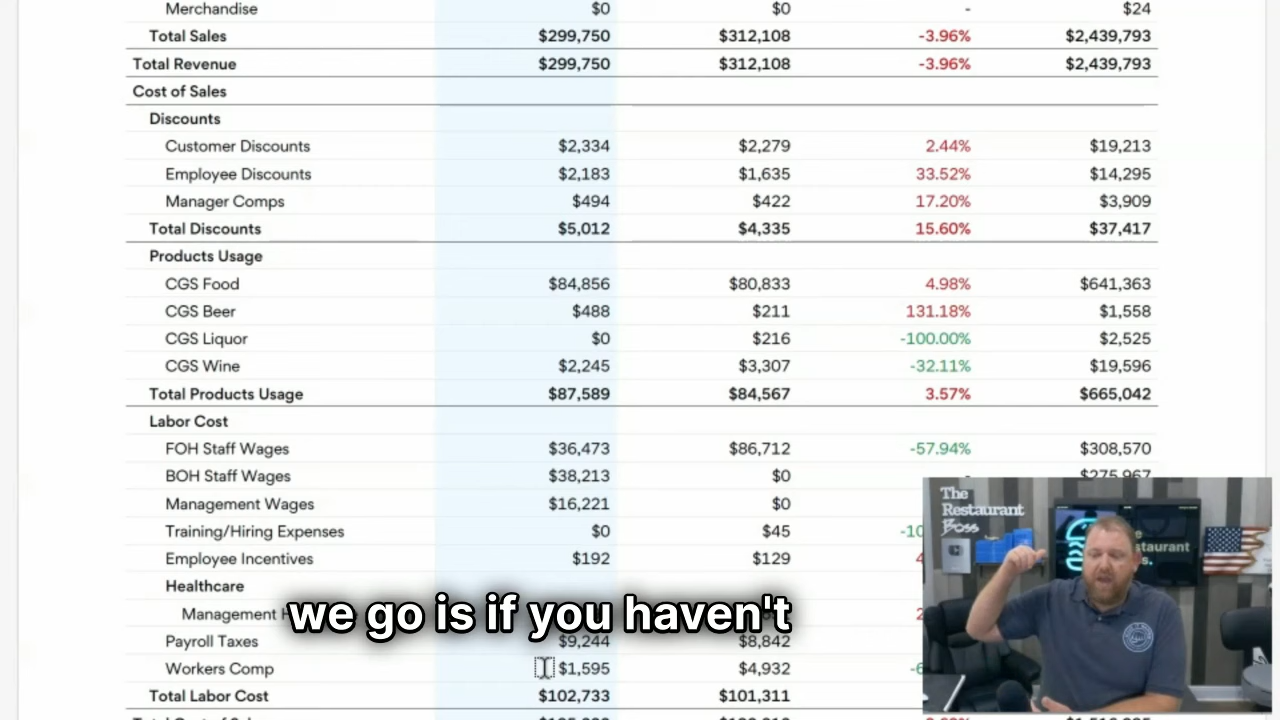 Merchandise $0 $0 - $24
Total Sales $299,750 $312,108 -3.96% $2,439,793
Total Revenue $299,750 $312,108 -3.96% $2,439,793
Cost of Sales
Discounts
Customer Discounts $2,334 $2,279 2.44% $19,213
Employee Discounts $2,183 $1,635 33.52% $14,295
Manager Comps $494 $422 17.20% $3,909
Total Discounts $5,012 $4,335 15.60% $37,417
Products Usage
CGS Food $84,856 $80,833 4.98% $641,363
CGS Beer $488 $211 131.18% $1,558
CGS Liquor $0 $216 -100.00% $2,525
CGS Wine $2,245 $3,307 -32.11% $19,596
Total Products Usage $87,589 $84,567 3.57% $665,042
Labor Cost
FOH Staff Wages $36,473 $86,712 -57.94% $308,570
BOH Staff Wages $38,213 $0 - $275,967
Management Wages $16,221 $0
Training/Hiring Expenses $0 $45
Employee Incentives $192 $129
Healthcare
Management
we go is if you haven't
Payroll Taxes $9,244 $8,842
Workers Comp $1,595 $4,932
Total Labor Cost $102,733 $101,311
The
Restaurant
Boss